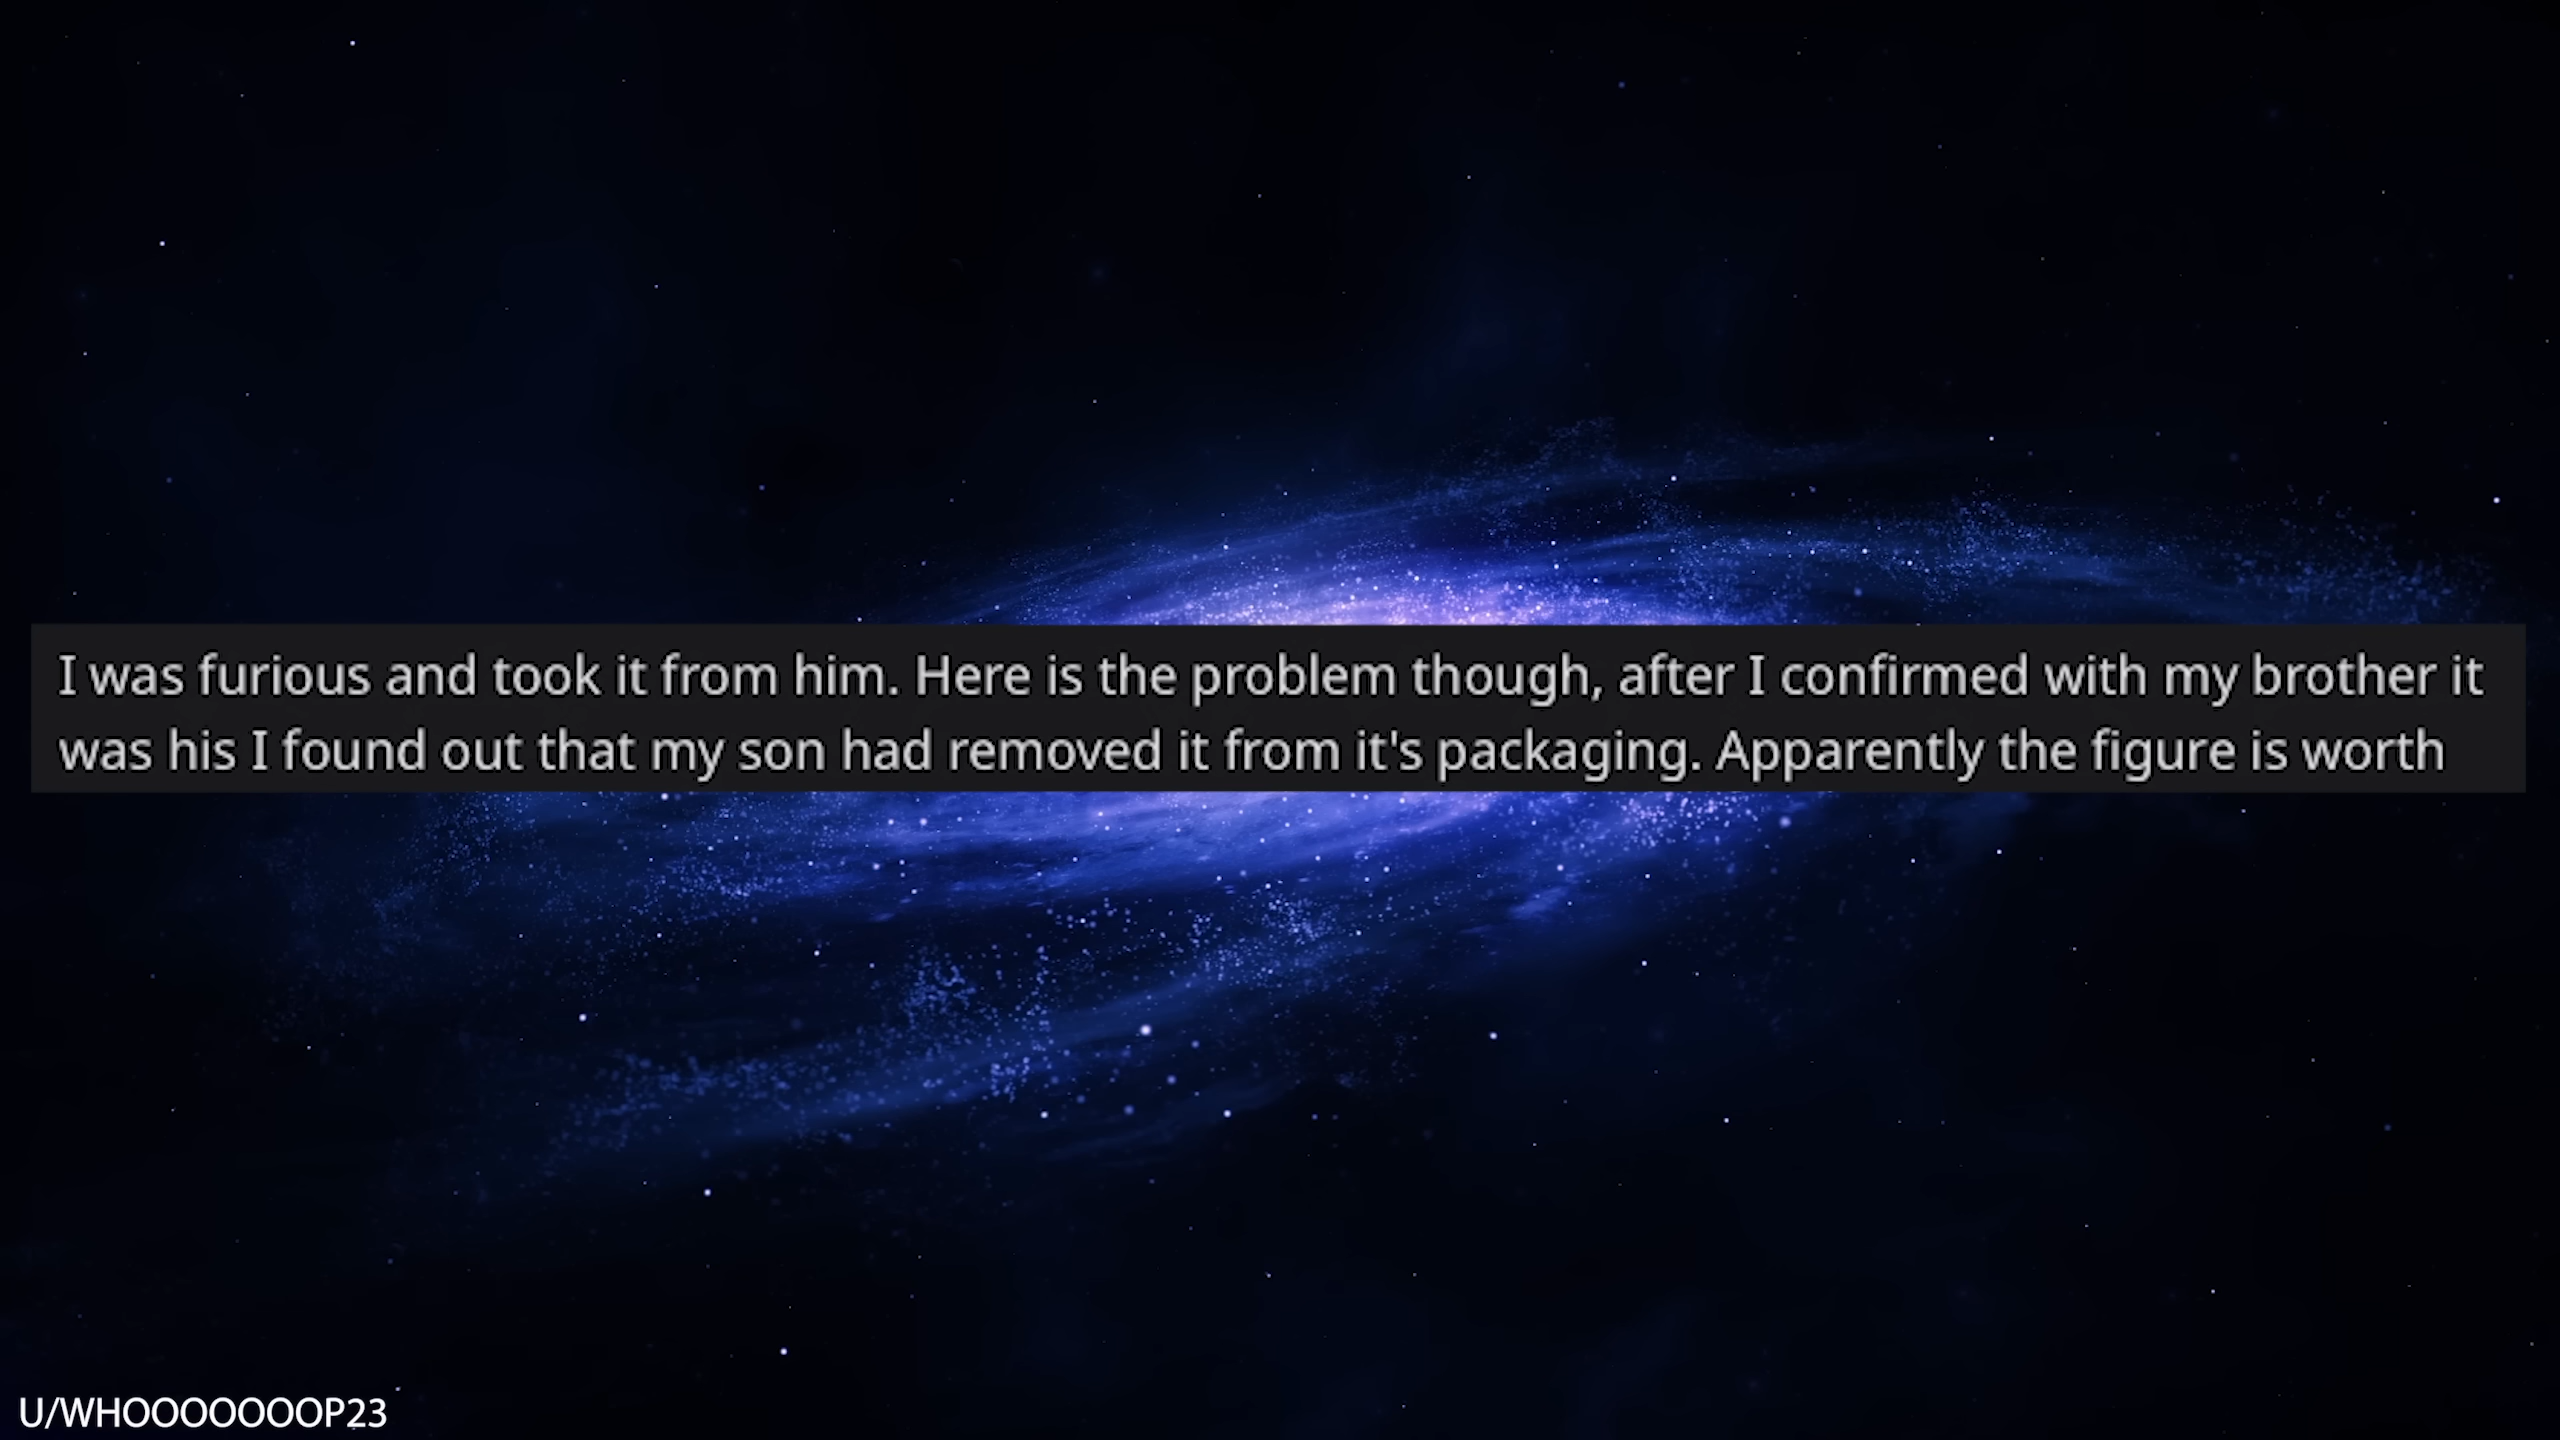 I was furious and took it from him. Here is the problem though, after I confirmed with my brother it
was his I found out that my son had removed it from it's packaging. Apparently the figure is worth
U/WHOOOOOOOP23